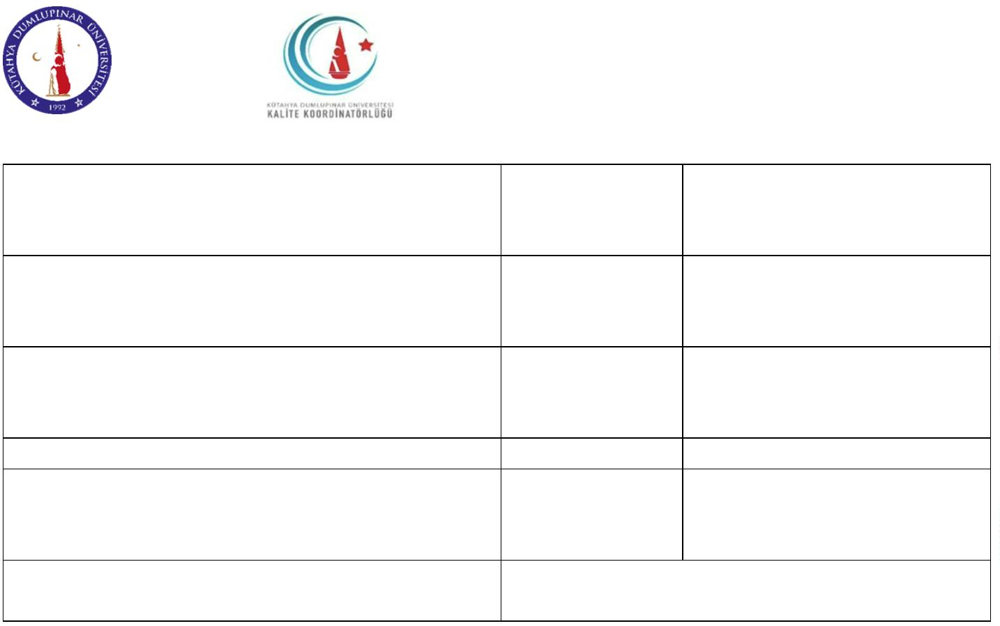 KÜTAHYA DUMLUPINAR ÜNİVERSİTESİ
1992
KÜTAHYA DUMLUPINAR ÜNİVERSİTESİ
KALİTE KOORDİNATÖRLÜĞÜ